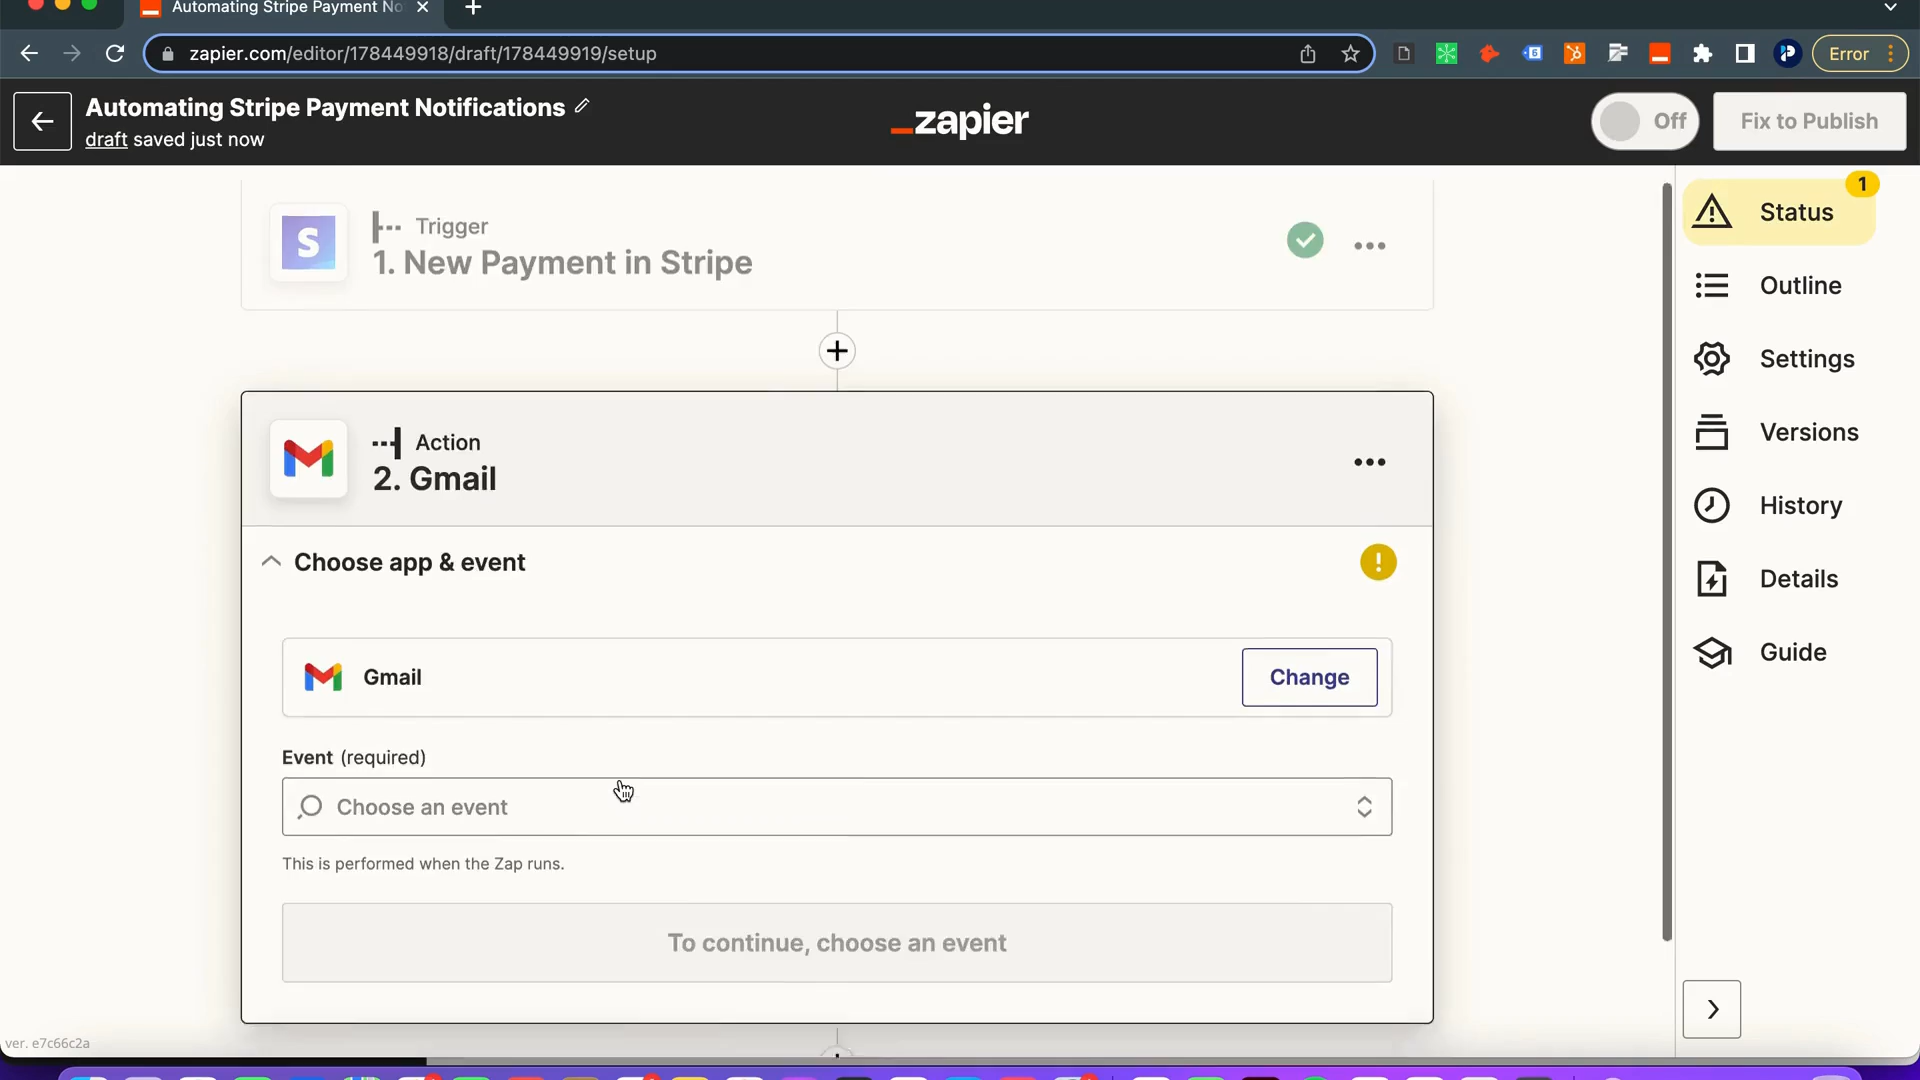 Automating Stripe Payment No
zapier.com/editor/178449918/draft/178449919/setup
Error
Automating Stripe Payment Notifications
draft saved just now
_zapier
Off
Fix to Publish
S
Trigger
1. New Payment in Stripe
1
Status
Outline
Settings
Versions
History
Details
Guide
Action
2. Gmail
Choose app & event
Gmail
Change
Event (required)
Choose an event
This is performed when the Zap runs.
To continue, choose an event
ver. e7c66c2a